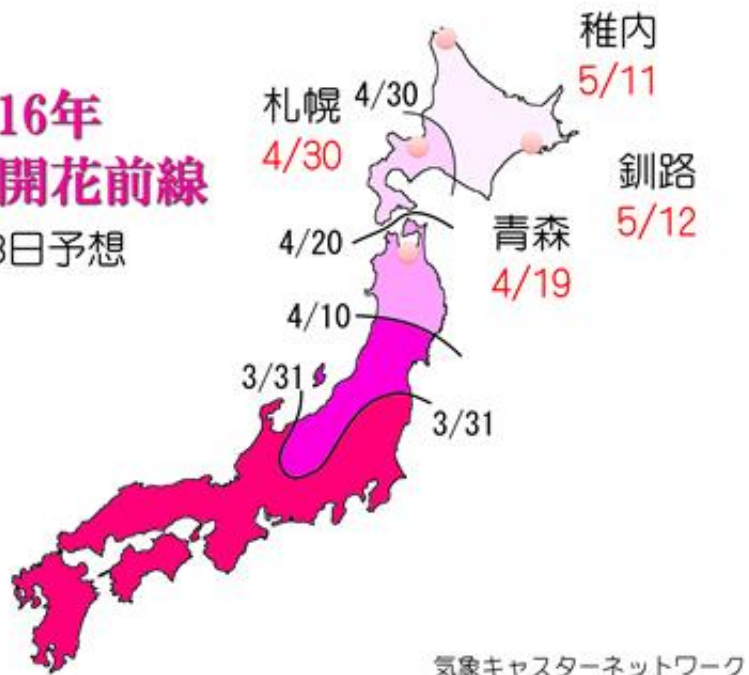 16年
開花前線
8日予想
稚内
5/11
札幌
4/30
4/30
釧路
5/12
青森
4/19
4/20
4/10
3/31
3/31
気象キャスターネットワーク